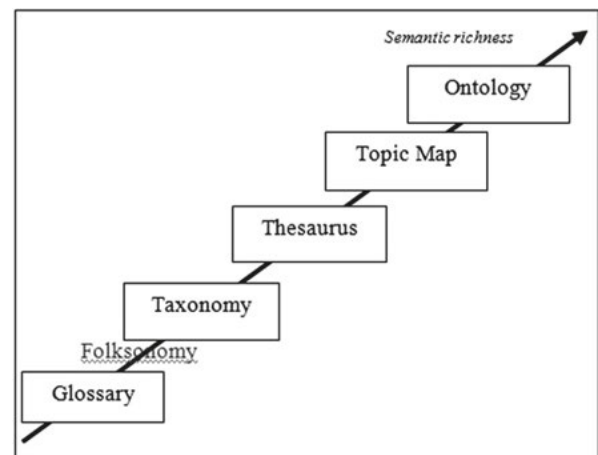 Semantic richness
Ontology
Topic Map
Thesaurus
Taxonomy
Folksonomy
Glossary